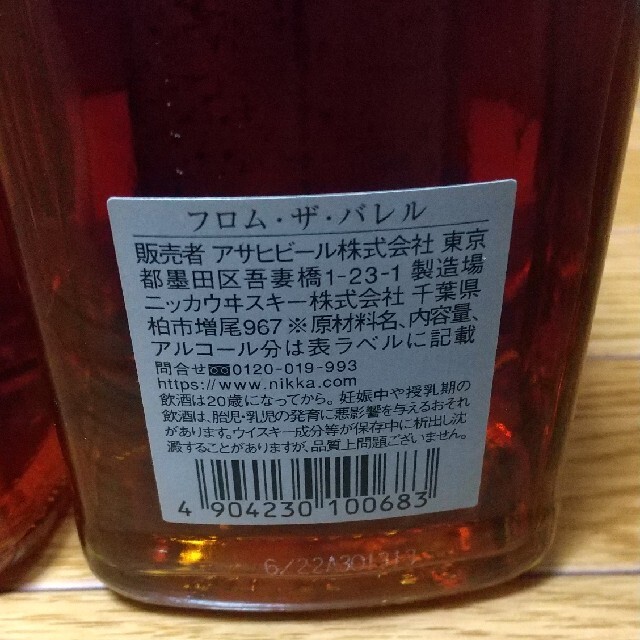 フロム・ザ・バレル
販売者 アサヒビール株式会社 東京
都墨田区吾妻橋1-23-1 製造場
ニッカウヰスキー株式会社 千葉県
柏市増尾967 ※原材料名、内容量、
アルコール分は表ラベルに記載
問合せ 0120-019-993
https://www.nikka.com
飲酒は20歳になってから。妊娠中や授乳期の
飲酒は、胎児・乳児の発育に悪影響を与えるおそれ
があります。ウイスキー成分等が保存中に析出し沈
澱することがありますが、品質上問題ございません。
4 904230 100683